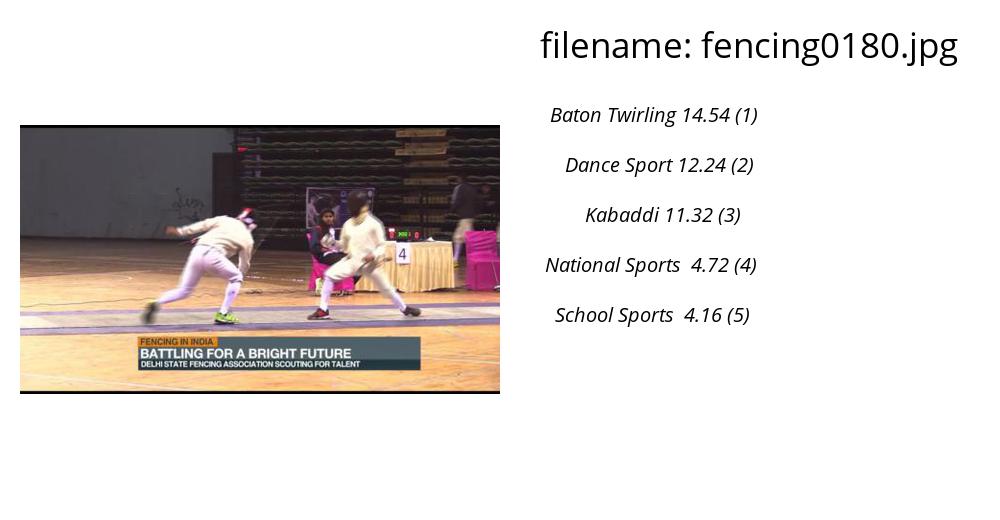 filename: fencing0180.jpg
Baton Twirling 14.54 (1)
Dance Sport 12.24 (2)
Kabaddi 11.32 (3)
National Sports 4.72 (4)
School Sports 4.16 (5)
4
FENCING IN INDIA
BATTLING FOR A BRIGHT FUTURE
DELHI STATE FENCING ASSOCIATION SCOUTING FOR TALENT